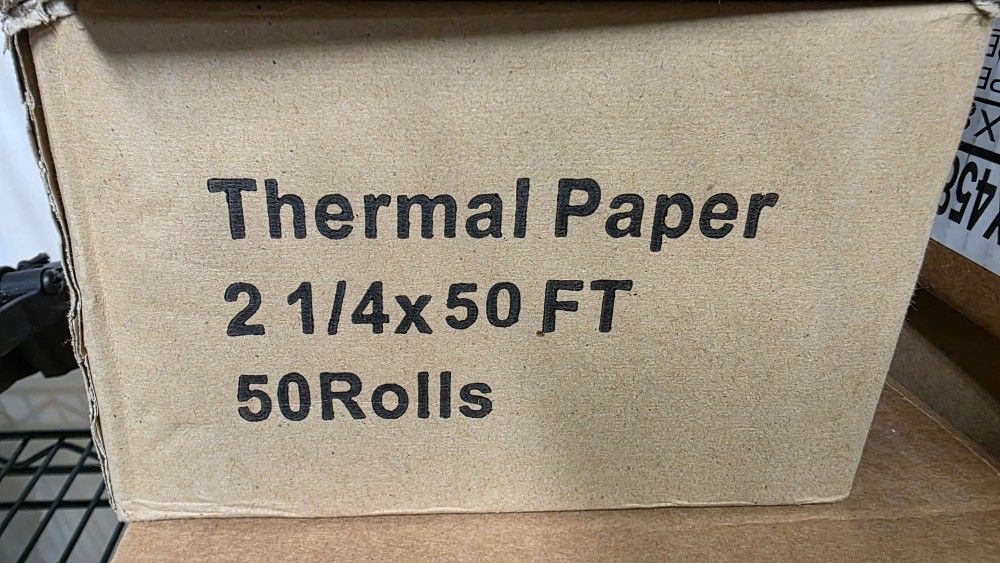 Thermal Paper
2 1/4x50 FT
50Rolls